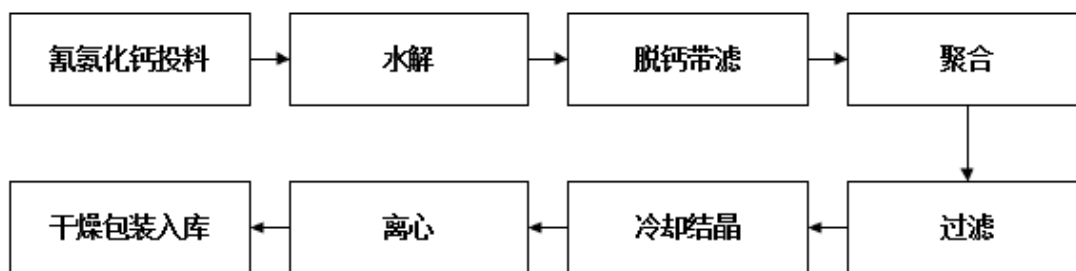 氰氨化钙投料
水解
脱钙带滤
聚合
过滤
冷却结晶
离心
干燥包装入库